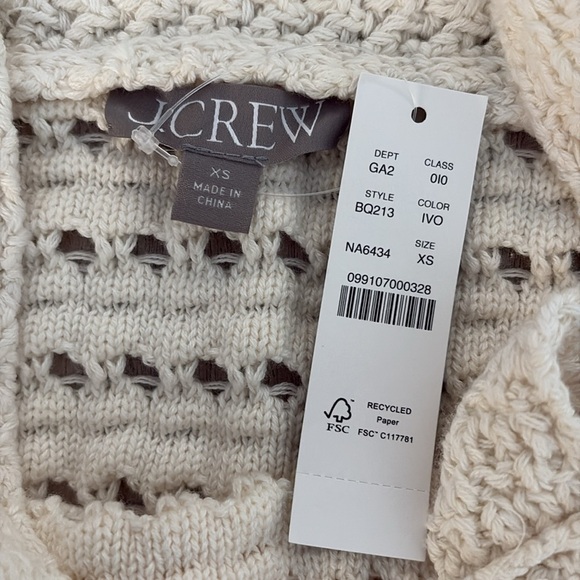 J.CREW
XS
MADE IN
CHINA
DEPT CLASS
GA2 0I0
STYLE COLOR
BQ213 IVO
NA6434 SIZE
XS
099107000328
FSC
RECYCLED
Paper
FSC™ C117781